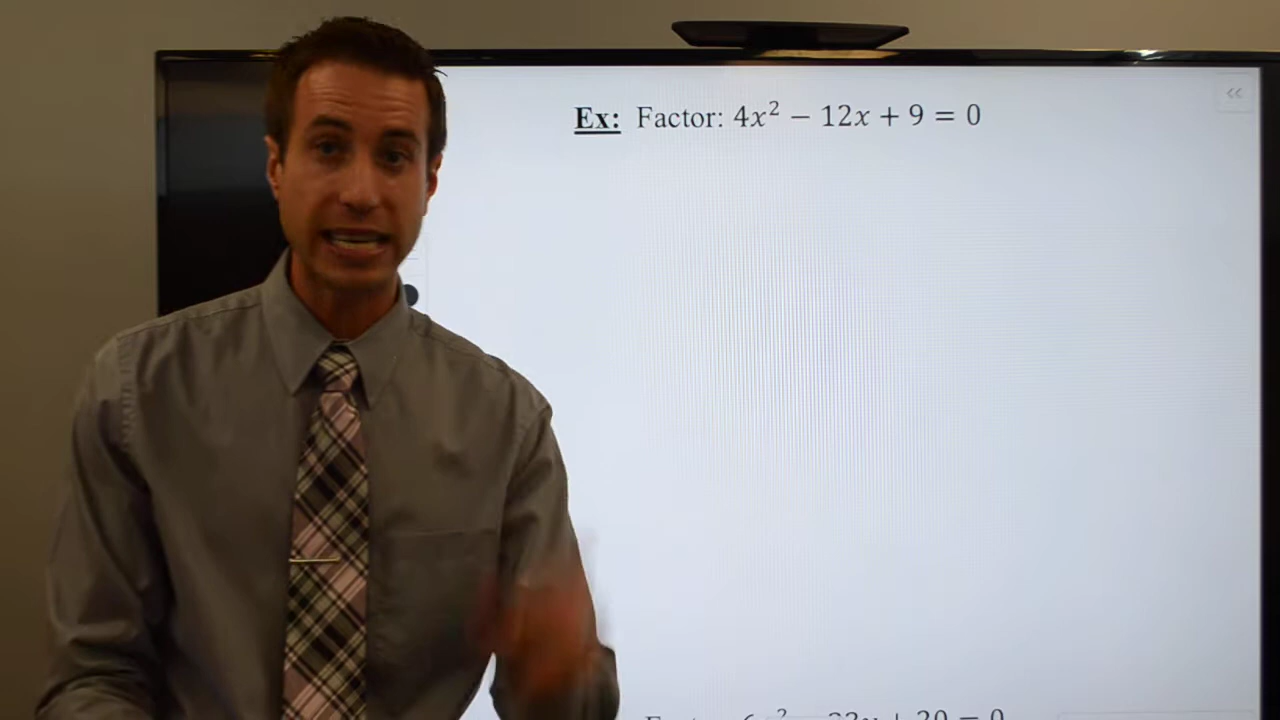 Ex: Factor: 4x² − 12x + 9 = 0